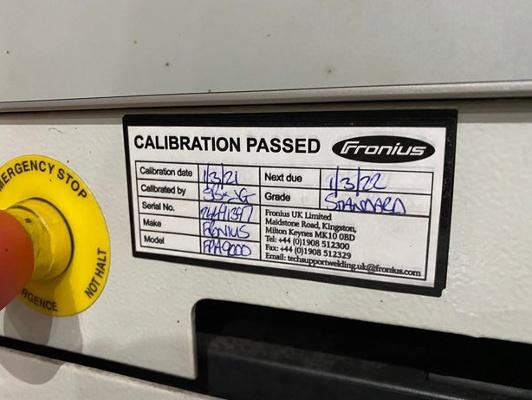 CALIBRATION PASSED Fronius
Calibration date 1/3/21 Next due 1/3/22
Calibrated by Grade STANDARD
Serial No.
Make FRONIUS
Model FPA9000
Fronius UK Limited
Maidstone Road, Kingston,
Milton Keynes MK10 0BD
Tel: +44 (0)1908 512300
Fax: +44 (0)1908 512329
Email: techsupportwelding.uk@fronius.com
EMERGENCY STOP
NOT HALT